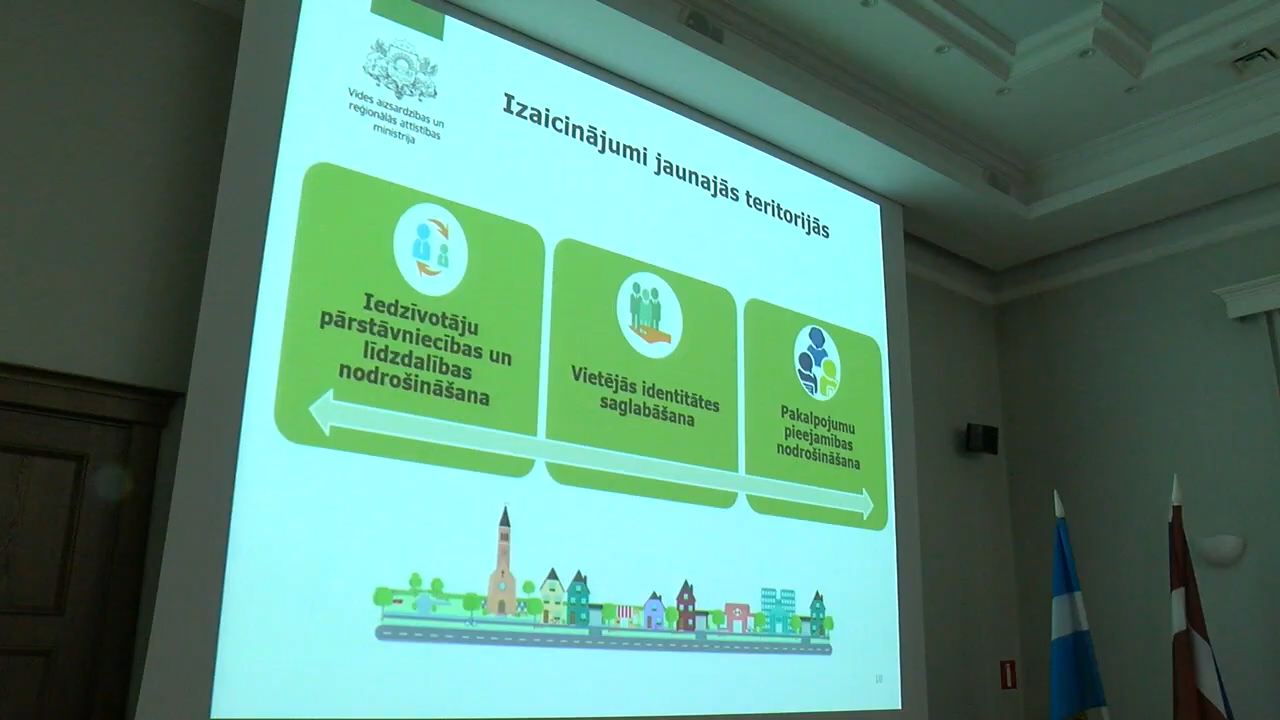 Vides aizsardzības un
reģionālās attīstības
ministrija
Izaicinājumi jaunajās teritorijās
Iedzīvotāju
pārstāvniecības un
līdzdalības
nodrošināšana
Vietējās identitātes
saglabāšana
Pakalpojumu
pieejamības
nodrošināšana